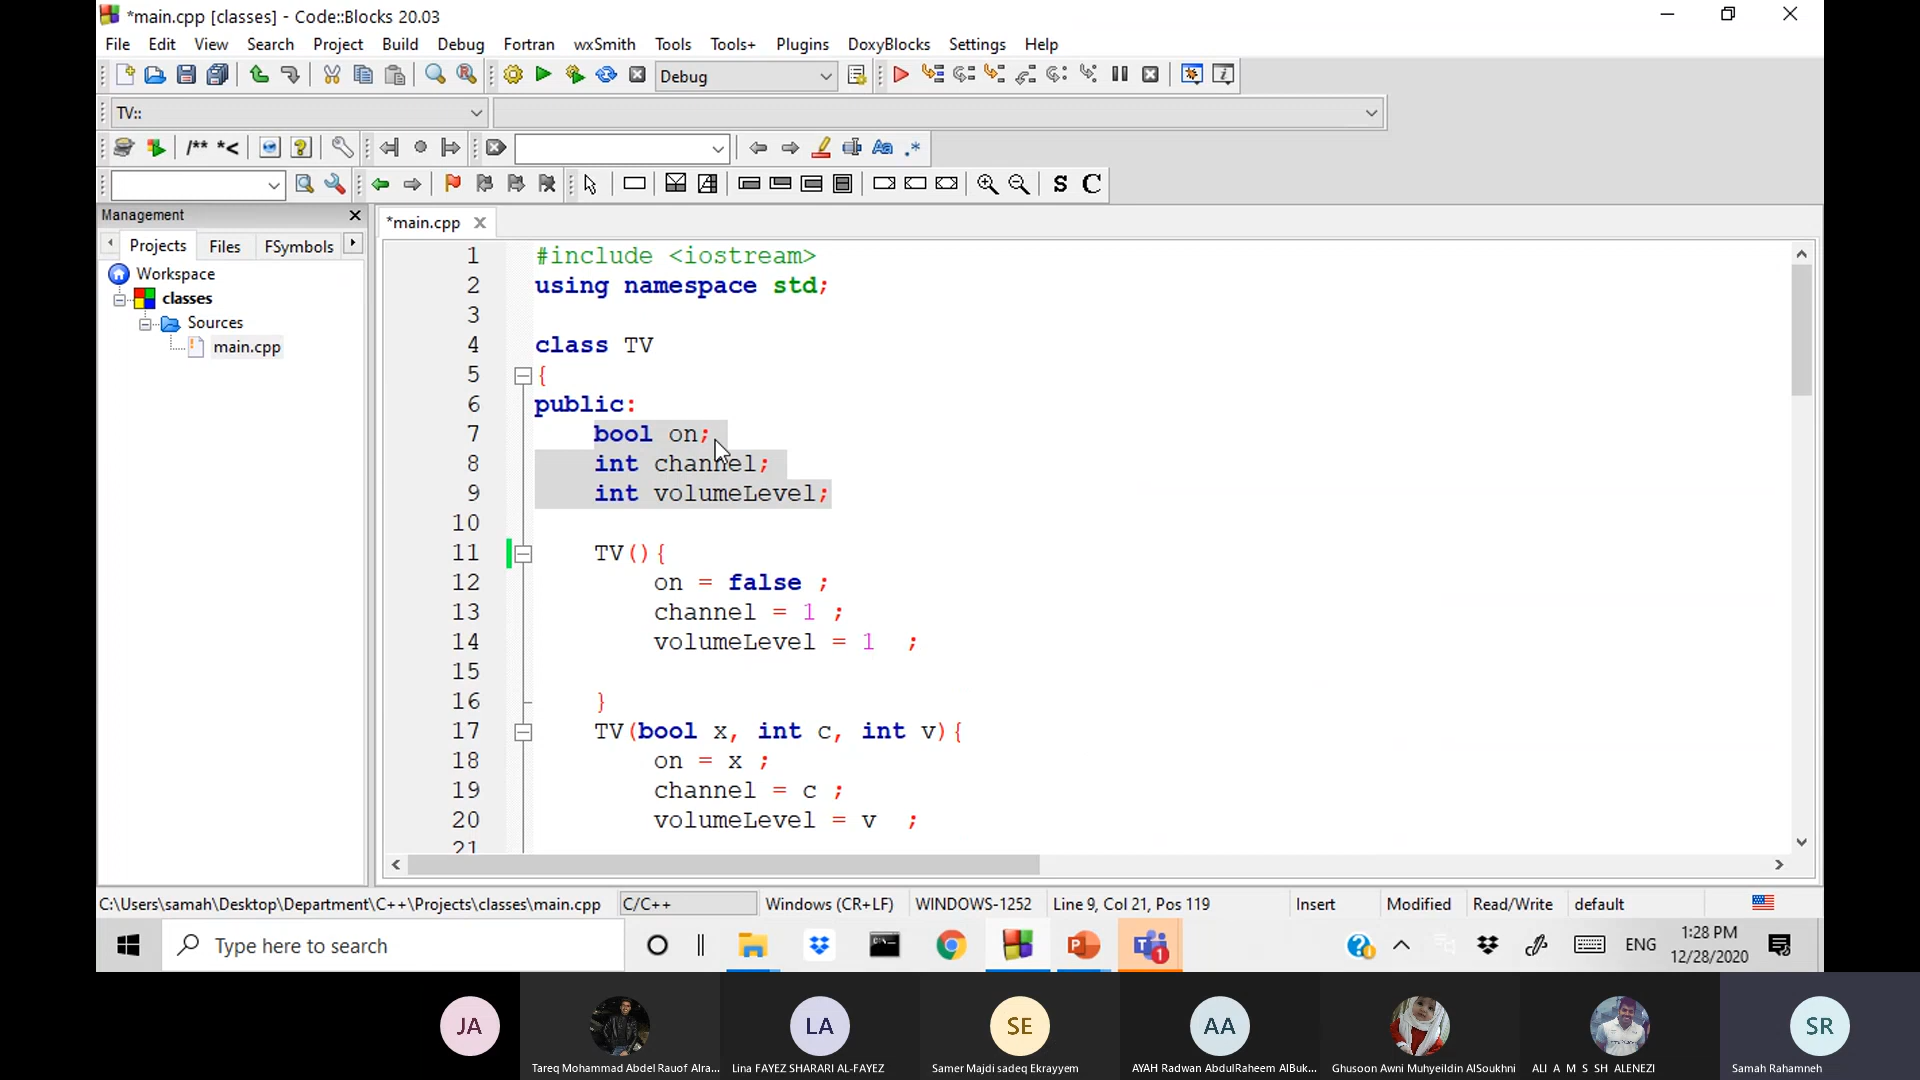 *main.cpp [classes] - Code::Blocks 20.03
File Edit View Search Project Build Debug Fortran wxSmith Tools Tools+ Plugins DoxyBlocks Settings Help
Debug
TV::
/** *<
Aa .*
S C
Management
*main.cpp
Projects Files FSymbols
Workspace
classes
Sources
main.cpp
1 #include <iostream>
2 using namespace std;
3
4 class TV
5 {
6 public:
7 bool on;
8 int channel;
9 int volumeLevel;
10
11 TV(){
12 on = false ;
13 channel = 1 ;
14 volumeLevel = 1 ;
15
16 }
17 TV(bool x, int c, int v){
18 on = x ;
19 channel = c ;
20 volumeLevel = v ;
21
C:\Users\samah\Desktop\Department\C++\Projects\classes\main.cpp C/C++ Windows (CR+LF) WINDOWS-1252 Line 9, Col 21, Pos 119 Insert Modified Read/Write default
Type here to search
1
ENG
1:28 PM
12/28/2020
JA LA SE AA SR
Tareq Mohammad Abdel Rauof Alra... Lina FAYEZ SHARARI AL-FAYEZ Samer Majdi sadeq Ekrayyem AYAH Radwan AbdulRaheem AlBuk... Ghusoon Awni Muhyeildin AlSoukhni ALI A M S SH ALENEZI Samah Rahamneh